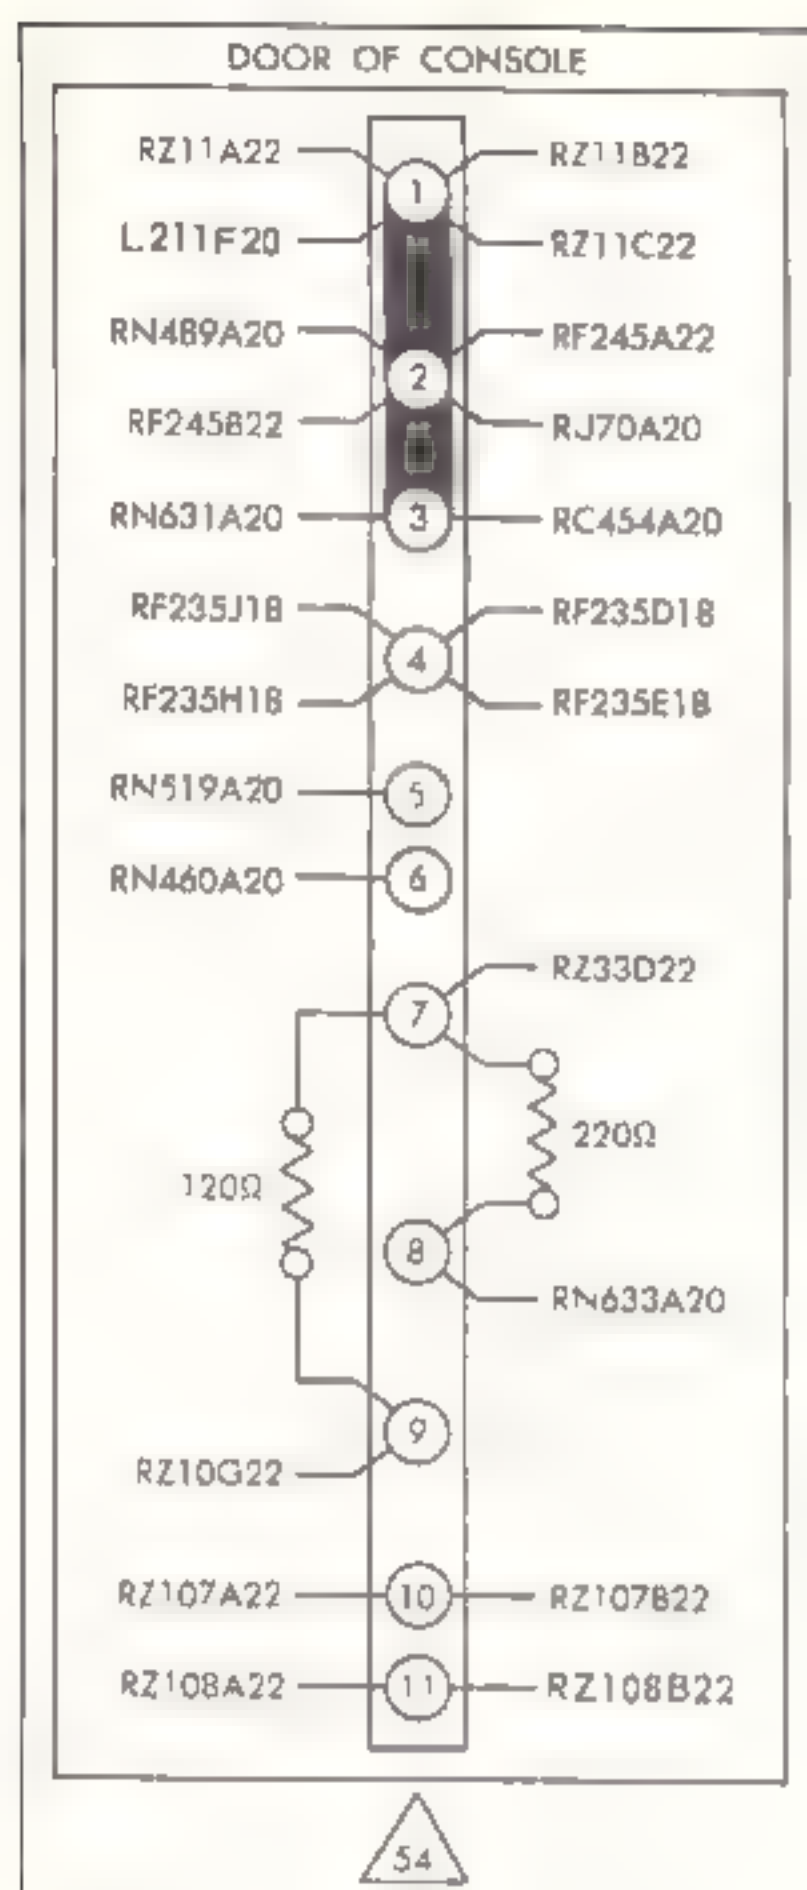 DOOR OF CONSOLE
RZ11A22 1 RZ11B22
L211F20 RZ11C22
RN489A20 RF245A22
2
RF245B22 RJ70A20
RN631A20 3 RC454A20
RF235J18 RF235D18
4
RF235H18 RF235E18
RN519A20 5
RN460A20 6
RZ33D22
7
220Ω
120Ω
8
RN633A20
9
RZ10G22
RZ107A22 10 RZ107B22
RZ108A22 11 RZ108B22
54